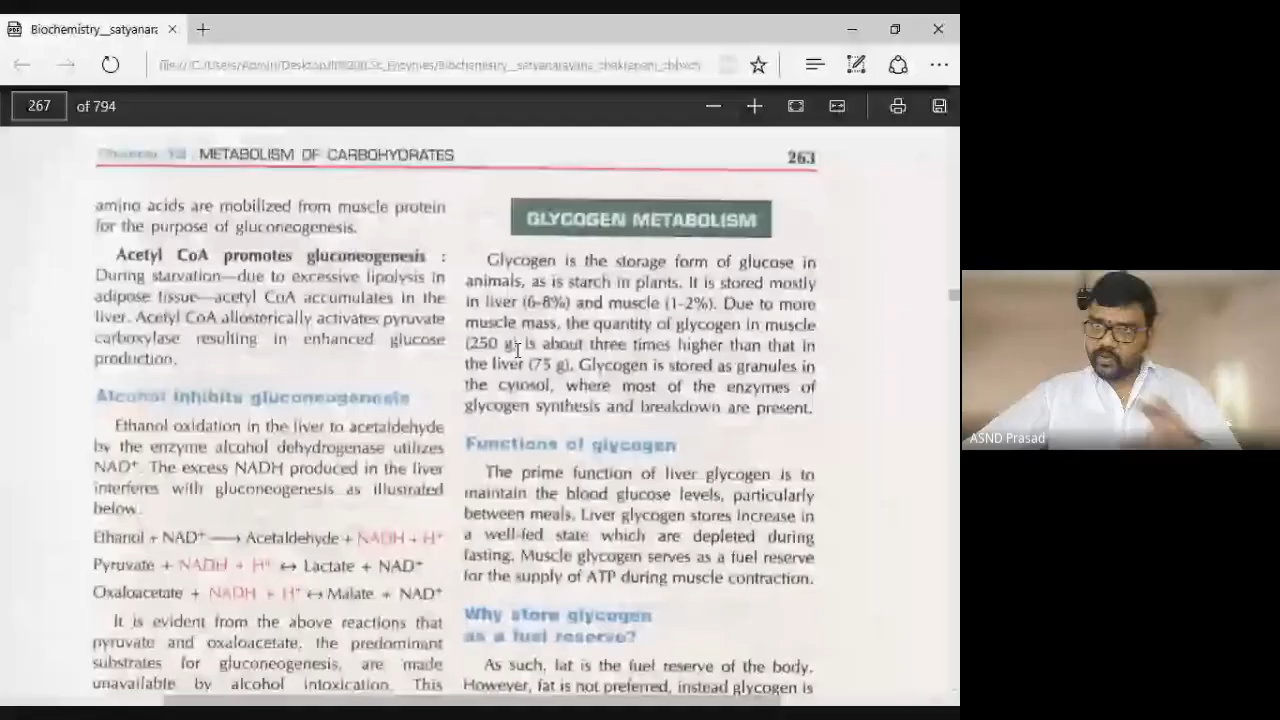 Biochemistry__satyanara
267 of 794
METABOLISM OF CARBOHYDRATES
263
amino acids are mobilized from muscle protein
for the purpose of gluconeogenesis.
Acetyl CoA promotes gluconeogenesis :
During starvation—due to excessive lipolysis in
adipose tissue—acetyl CoA accumulates in the
liver. Acetyl CoA allosterically activates pyruvate
carboxylase resulting in enhanced glucose
production.
Alcohol inhibits gluconeogenesis
Ethanol oxidation in the liver to acetaldehyde
by the enzyme alcohol dehydrogenase utilizes
NAD⁺. The excess NADH produced in the liver
interferes with gluconeogenesis as illustrated
below.
Ethanol + NAD⁺ ⟶ Acetaldehyde + NADH + H⁺
Pyruvate + NADH + H⁺ ↔ Lactate + NAD⁺
Oxaloacetate + NADH + H⁺ ↔ Malate + NAD⁺
It is evident from the above reactions that
pyruvate and oxaloacetate, the predominant
substrates for gluconeogenesis, are made
unavailable by alcohol intoxication. This
GLYCOGEN METABOLISM
Glycogen is the storage form of glucose in
animals, as is starch in plants. It is stored mostly
in liver (6–8%) and muscle (1–2%). Due to more
muscle mass, the quantity of glycogen in muscle
(250 g) is about three times higher than that in
the liver (75 g). Glycogen is stored as granules in
the cytosol, where most of the enzymes of
glycogen synthesis and breakdown are present.
Functions of glycogen
The prime function of liver glycogen is to
maintain the blood glucose levels, particularly
between meals. Liver glycogen stores increase in
a well-fed state which are depleted during
fasting. Muscle glycogen serves as a fuel reserve
for the supply of ATP during muscle contraction.
Why store glycogen
as a fuel reserve?
As such, fat is the fuel reserve of the body.
However, fat is not preferred, instead glycogen is
ASND Prasad